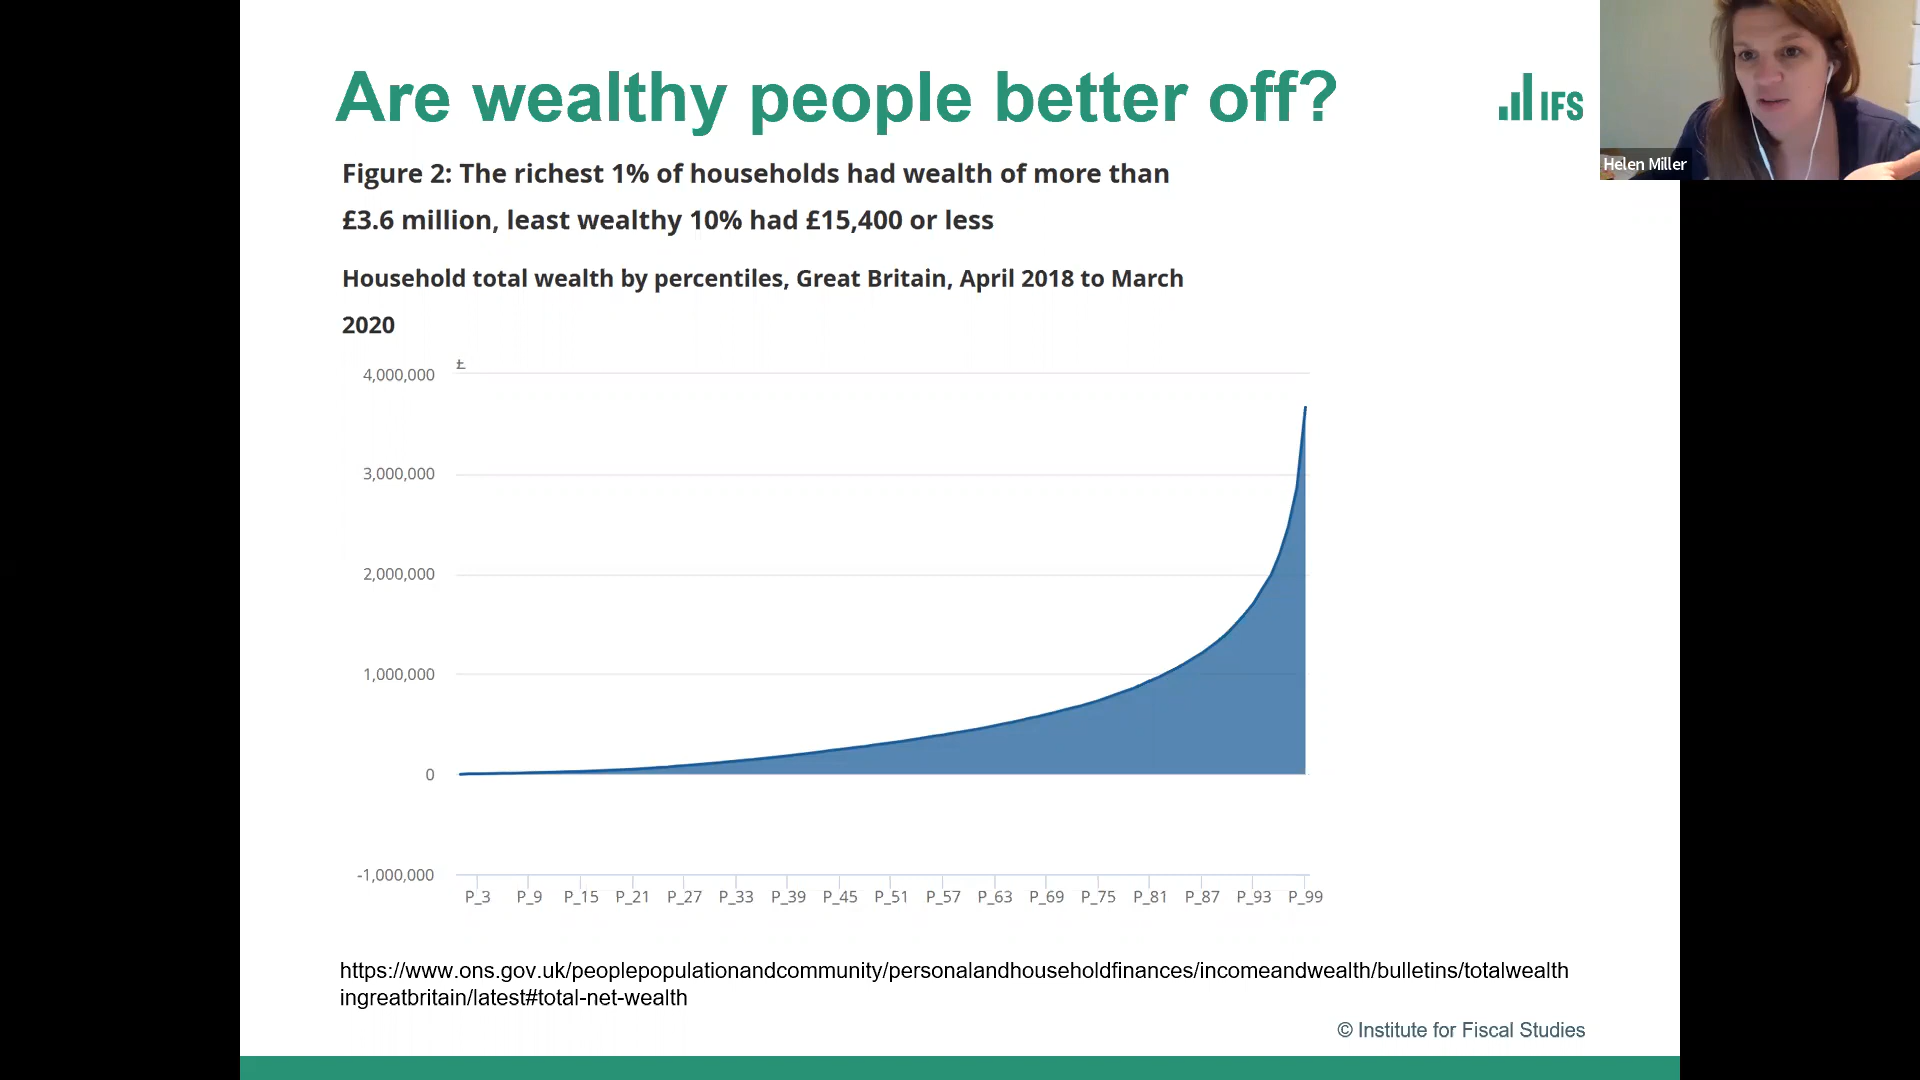 Are wealthy people better off?
IFS
Helen Miller
Figure 2: The richest 1% of households had wealth of more than
£3.6 million, least wealthy 10% had £15,400 or less
Household total wealth by percentiles, Great Britain, April 2018 to March
2020
£
4,000,000
3,000,000
2,000,000
1,000,000
0
-1,000,000
P_3 P_9 P_15 P_21 P_27 P_33 P_39 P_45 P_51 P_57 P_63 P_69 P_75 P_81 P_87 P_93 P_99
https://www.ons.gov.uk/peoplepopulationandcommunity/personalandhouseholdfinances/incomeandwealth/bulletins/totalwealth
ingreatbritain/latest#total-net-wealth
© Institute for Fiscal Studies